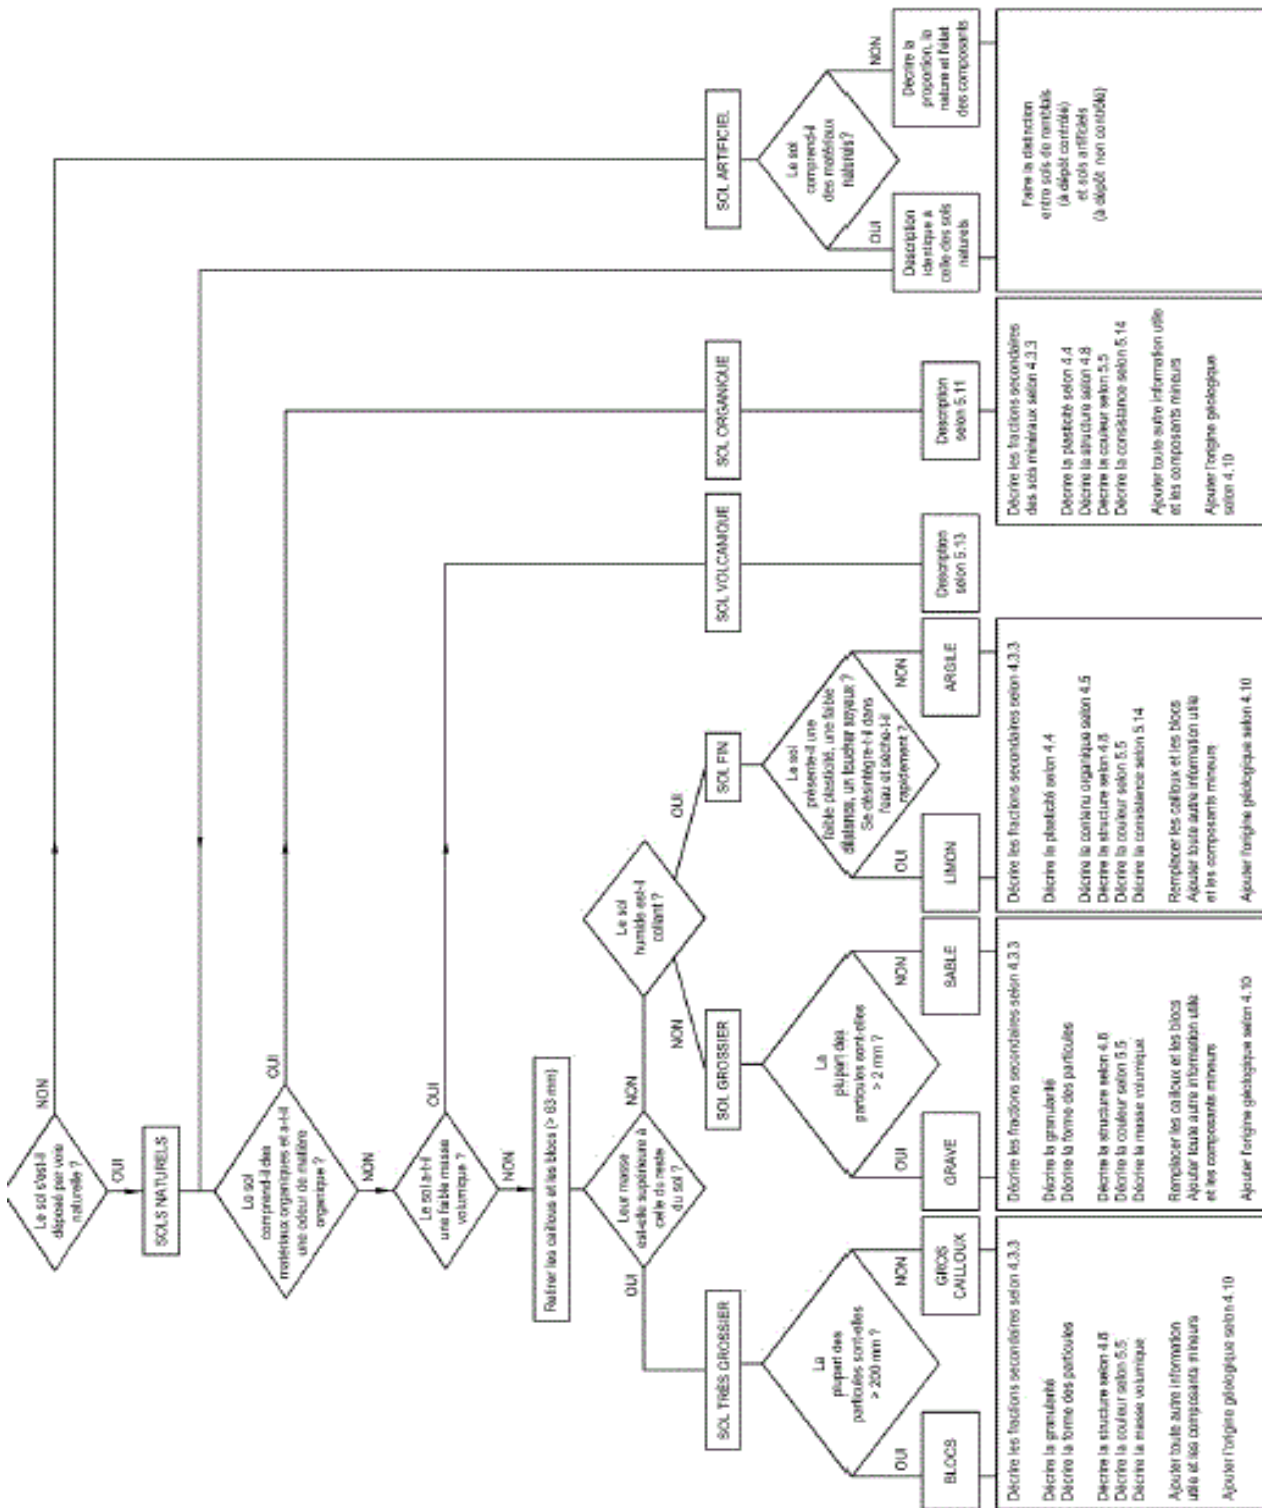 Le sol s'est-il
déposé par voie
naturelle ?
NON
OUI
SOLS NATURELS
Le sol
comprend-il des
matériaux organiques et a-t-il
une odeur de matière
organique ?
OUI
NON
Le sol a-t-il
une faible masse
volumique ?
OUI
NON
Retirer les cailloux et les blocs (> 63 mm)
Leur masse
est-elle supérieure à
celle du reste
du sol ?
OUI
NON
Le sol
humide est-il
collant ?
NON
OUI
SOL TRÈS GROSSIER
SOL GROSSIER
SOL FIN
SOL VOLCANIQUE
SOL ORGANIQUE
SOL ARTIFICIEL
La
plupart des
particules sont-elles
> 200 mm ?
OUI
NON
La
plupart des
particules sont-elles
> 2 mm ?
OUI
NON
Le sol
présente-t-il une
faible plasticité, une faible
dilatance, un toucher soyeux ?
Se désintègre-t-il dans
l'eau et sèche-t-il
rapidement ?
OUI
NON
Le sol
comprend-il
des matériaux
naturels?
OUI
NON
BLOCS
GROS
CAILLOUX
GRAVE
SABLE
LIMON
ARGILE
Description
selon 5.13
Description
selon 5.11
Description
identique à
celle des sols
naturels
Décrire la
proportion, la
nature et l'état
des composants
Décrire les fractions secondaires selon 4.3.3
Décrire la granularité
Décrire la forme des particules
Décrire la structure selon 4.8
Décrire la couleur selon 5.5
Décrire la masse volumique
Ajouter toute autre information
utile et les composants mineurs
Ajouter l'origine géologique selon 4.10
Décrire les fractions secondaires selon 4.3.3
Décrire la granularité
Décrire la forme des particules
Décrire la structure selon 4.8
Décrire la couleur selon 5.5
Décrire la masse volumique
Remplacer les cailloux et les blocs
Ajouter toute autre information utile
et les composants mineurs
Ajouter l'origine géologique selon 4.10
Décrire les fractions secondaires selon 4.3.3
Décrire la plasticité selon 4.4
Décrire le contenu organique selon 4.5
Décrire la structure selon 4.8
Décrire la couleur selon 5.5
Décrire la consistance selon 5.14
Remplacer les cailloux et les blocs
Ajouter toute autre information utile
et les composants mineurs
Ajouter l'origine géologique selon 4.10
Décrire les fractions secondaires
des sols minéraux selon 4.3.3
Décrire la plasticité selon 4.4
Décrire la structure selon 4.8
Décrire la couleur selon 5.5
Décrire la consistance selon 5.14
Ajouter toute autre information utile
et les composants mineurs
Ajouter l'origine géologique
selon 4.10
Faire la distinction
entre sols de remblais
(à dépôt contrôlé)
et sols artificiels
(à dépôt non contrôlé)